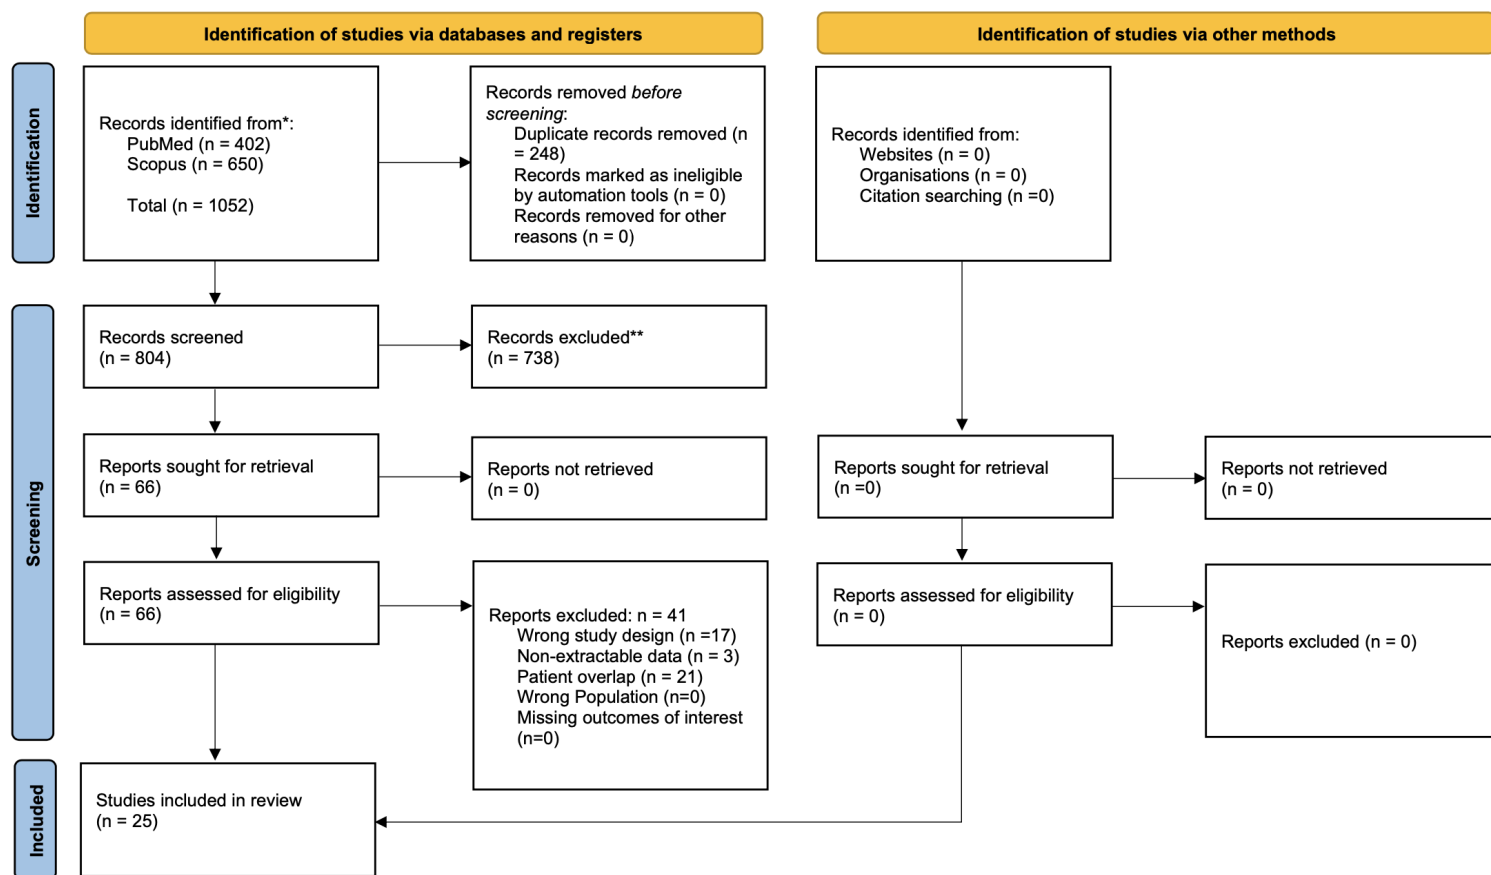 Identification of studies via databases and registers
Identification of studies via other methods
Identification
Records identified from*:
PubMed (n = 402)
Scopus (n = 650)
Total (n = 1052)
Records removed before
screening:
Duplicate records removed (n
= 248)
Records marked as ineligible
by automation tools (n = 0)
Records removed for other
reasons (n = 0)
Records identified from:
Websites (n = 0)
Organisations (n = 0)
Citation searching (n =0)
Screening
Records screened
(n = 804)
Records excluded**
(n = 738)
Reports sought for retrieval
(n = 66)
Reports not retrieved
(n = 0)
Reports sought for retrieval
(n =0)
Reports not retrieved
(n = 0)
Reports assessed for eligibility
(n = 66)
Reports excluded: n = 41
Wrong study design (n =17)
Non-extractable data (n = 3)
Patient overlap (n = 21)
Wrong Population (n=0)
Missing outcomes of interest
(n=0)
Reports assessed for eligibility
(n = 0)
Reports excluded (n = 0)
Included
Studies included in review
(n = 25)